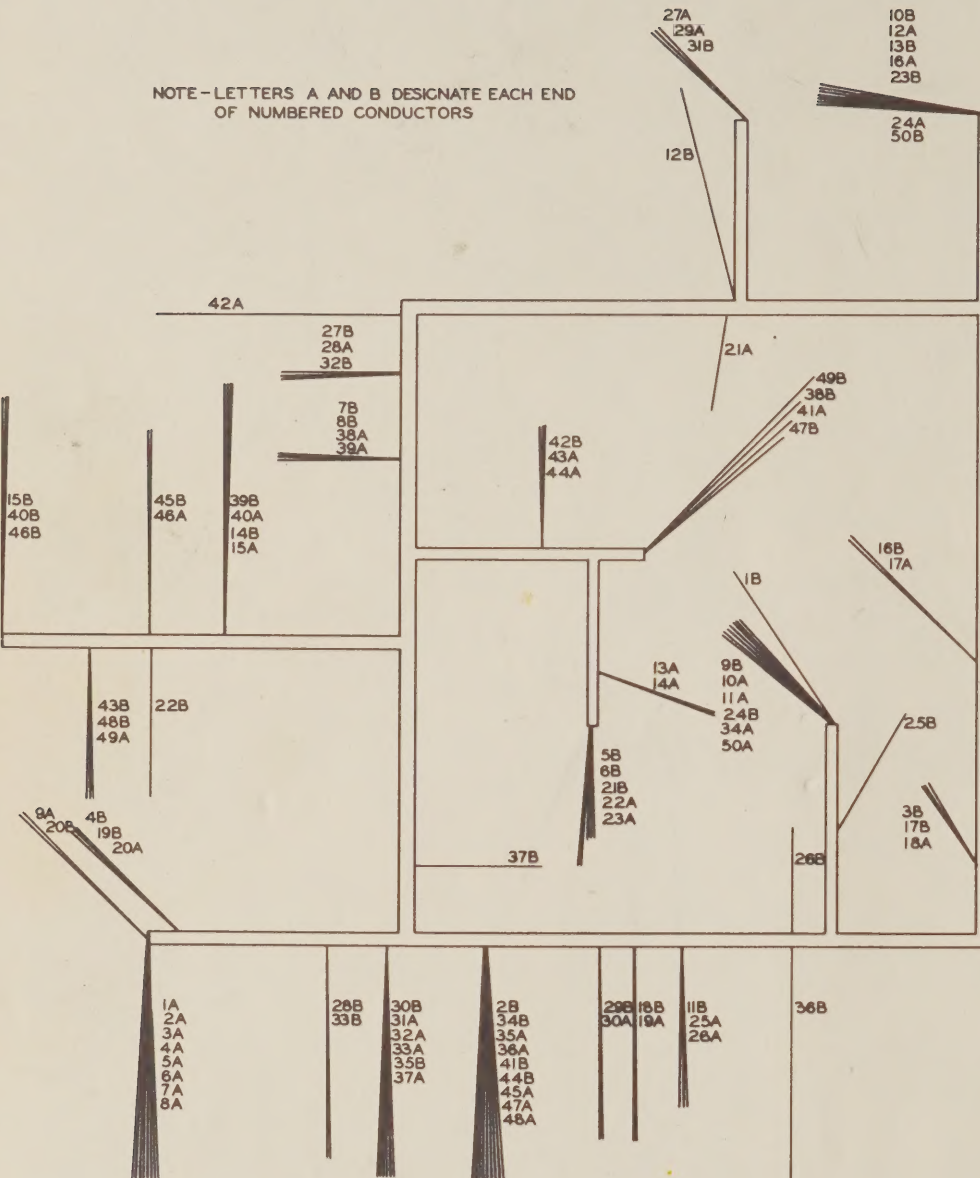 27A
29A
31B
10B
12A
13B
16A
23B
NOTE-LETTERS A AND B DESIGNATE EACH END
OF NUMBERED CONDUCTORS
24A
50B
12B
42A
27B
28A
32B
21A
49B
38B
41A
47B
7B
8B
38A
39A
42B
43A
44A
15B
40B
46B
45B
46A
39B
40A
14B
15A
16B
17A
1B
13A
14A
9B
10A
11A
24B
34A
50A
43B
48B
49A
22B
25B
5B
6B
21B
22A
23A
9A
20B
4B
19B
20A
3B
17B
18A
37B
26B
1A
2A
3A
4A
5A
6A
7A
8A
28B
33B
30B
31A
32A
33A
35B
37A
2B
34B
35A
36A
41B
44B
45A
47A
48A
29B
30A
18B
19A
11B
25A
26A
36B